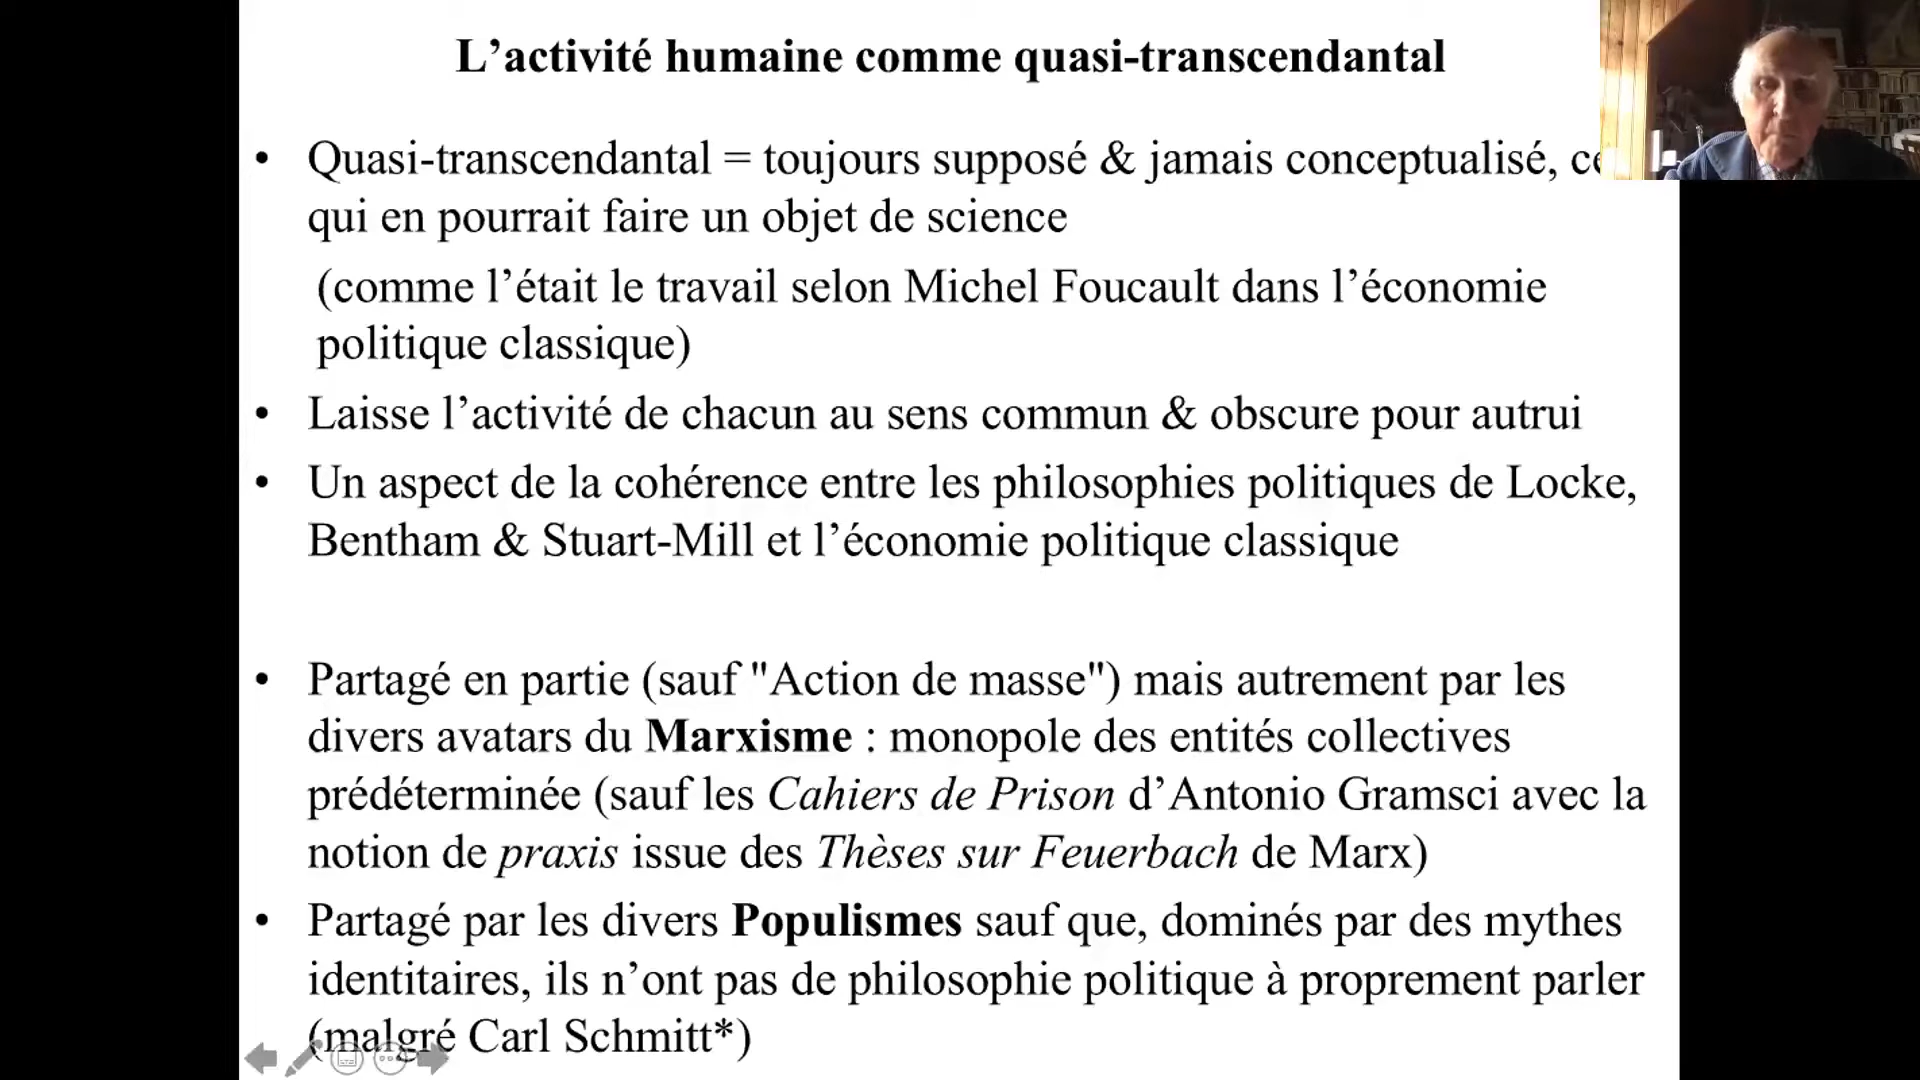 L’activité humaine comme quasi-transcendantal
• Quasi-transcendantal = toujours supposé & jamais conceptualisé, ce
qui en pourrait faire un objet de science
(comme l’était le travail selon Michel Foucault dans l’économie
politique classique)
• Laisse l’activité de chacun au sens commun & obscure pour autrui
• Un aspect de la cohérence entre les philosophies politiques de Locke,
Bentham & Stuart-Mill et l’économie politique classique
• Partagé en partie (sauf "Action de masse") mais autrement par les
divers avatars du Marxisme : monopole des entités collectives
prédéterminée (sauf les Cahiers de Prison d’Antonio Gramsci avec la
notion de praxis issue des Thèses sur Feuerbach de Marx)
• Partagé par les divers Populismes sauf que, dominés par des mythes
identitaires, ils n’ont pas de philosophie politique à proprement parler
(malgré Carl Schmitt*)